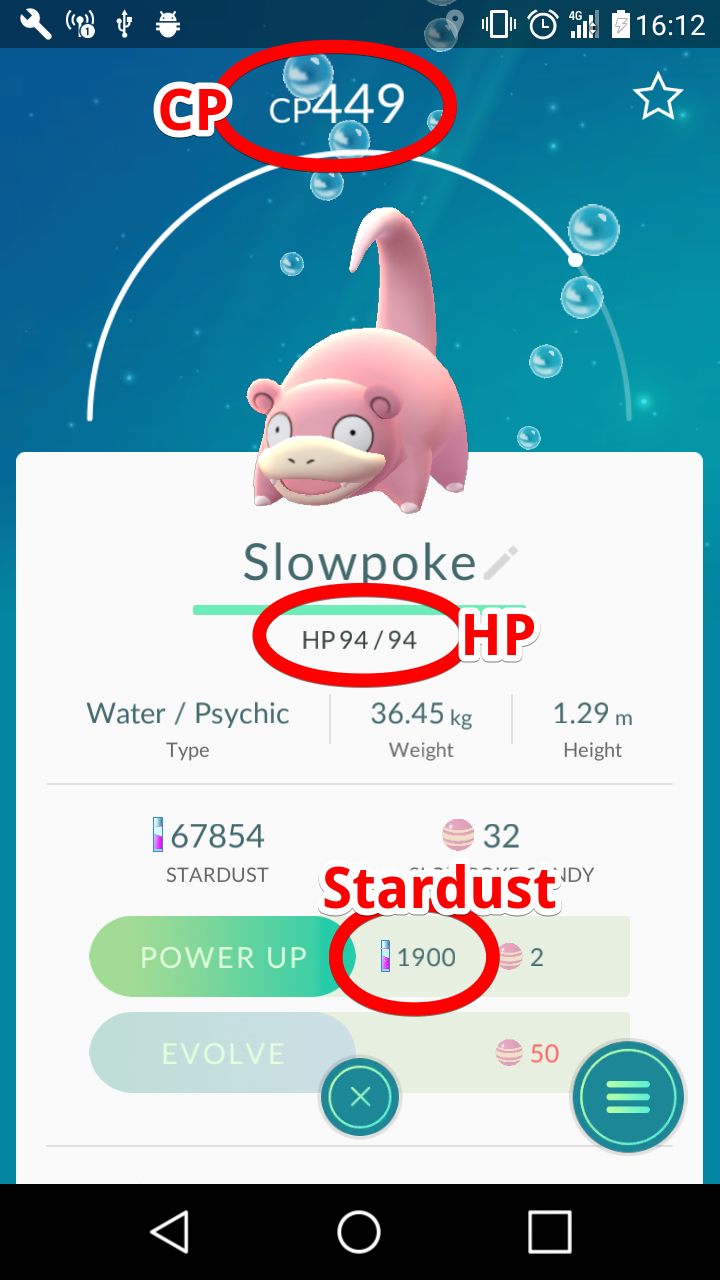 4G 16:12
1
CP CP449
Slowpoke
HP 94 / 94 HP
Water / Psychic 36.45 kg 1.29 m
Type Weight Height
67854 32
STARDUST NDY
Stardust
POWER UP 1900 2
EVOLVE 50